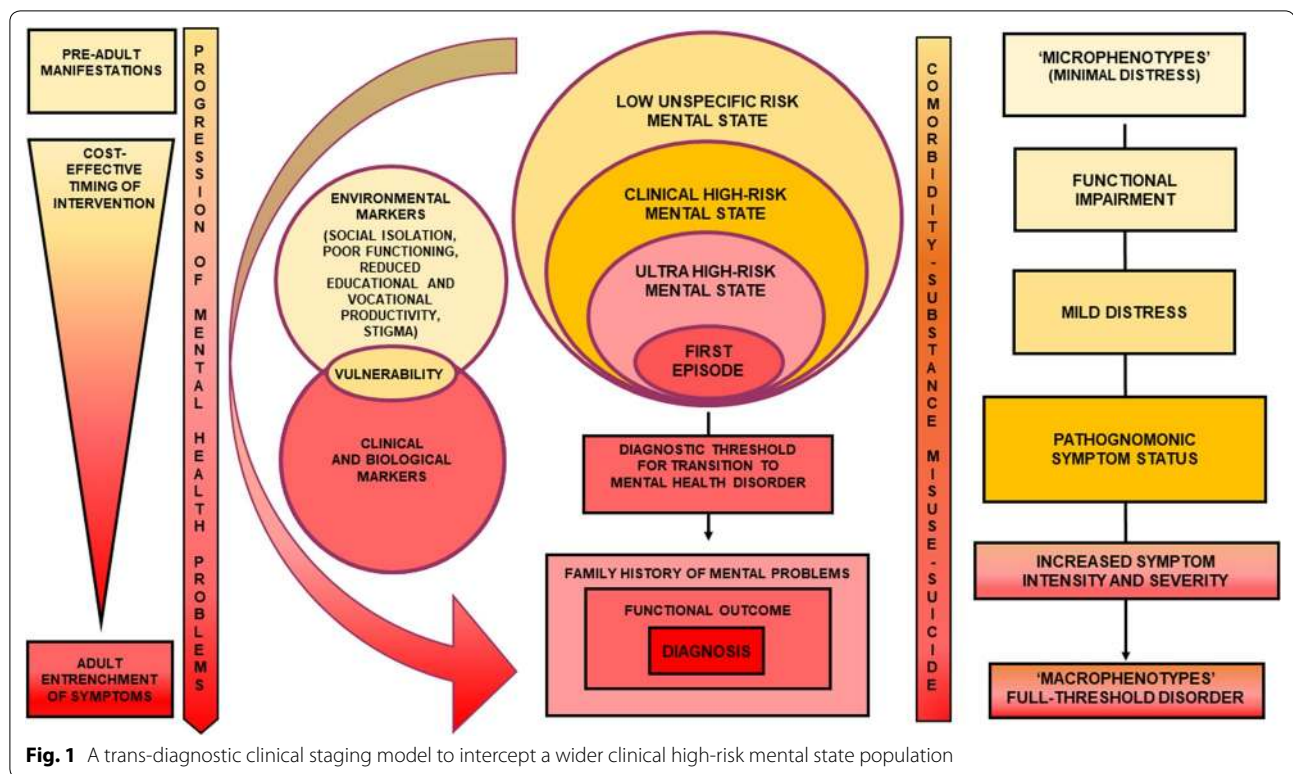 PRE-ADULT
MANIFESTATIONS
COST-
EFFECTIVE
TIMING OF
INTERVENTION
ADULT
ENTRENCHMENT
OF SYMPTOMS
PROGRESSION OF MENTAL HEALTH PROBLEMS
ENVIRONMENTAL
MARKERS
(SOCIAL ISOLATION,
POOR FUNCTIONING,
REDUCED
EDUCATIONAL AND
VOCATIONAL
PRODUCTIVITY,
STIGMA)
VULNERABILITY
CLINICAL
AND BIOLOGICAL
MARKERS
LOW UNSPECIFIC RISK
MENTAL STATE
CLINICAL HIGH-RISK
MENTAL STATE
ULTRA HIGH-RISK
MENTAL STATE
FIRST
EPISODE
DIAGNOSTIC THRESHOLD
FOR TRANSITION TO
MENTAL HEALTH DISORDER
FAMILY HISTORY OF MENTAL PROBLEMS
FUNCTIONAL OUTCOME
DIAGNOSIS
COMORBIDITY-SUBSTANCE MISUSE-SUICIDE
‘MICROPHENOTYPES’
(MINIMAL DISTRESS)
FUNCTIONAL
IMPAIRMENT
MILD DISTRESS
PATHOGNOMONIC
SYMPTOM STATUS
INCREASED SYMPTOM
INTENSITY AND SEVERITY
‘MACROPHENOTYPES’
FULL-THRESHOLD DISORDER
Fig. 1 A trans-diagnostic clinical staging model to intercept a wider clinical high-risk mental state population